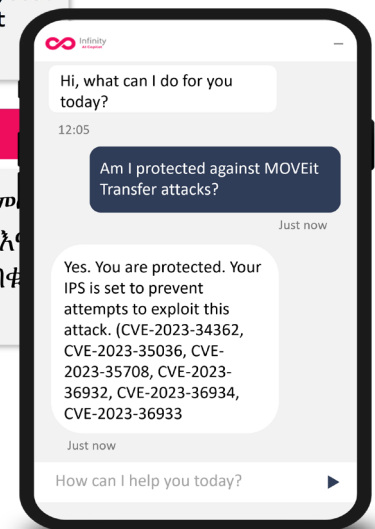 Infinity
AI Copilot
Hi, what can I do for you
today?
12:05
Am I protected against MOVEit
Transfer attacks?
Just now
Yes. You are protected. Your
IPS is set to prevent
attempts to exploit this
attack. (CVE-2023-34362,
CVE-2023-35036, CVE-
2023-35708, CVE-2023-
36932, CVE-2023-36934,
CVE-2023-36933
Just now
How can I help you today?